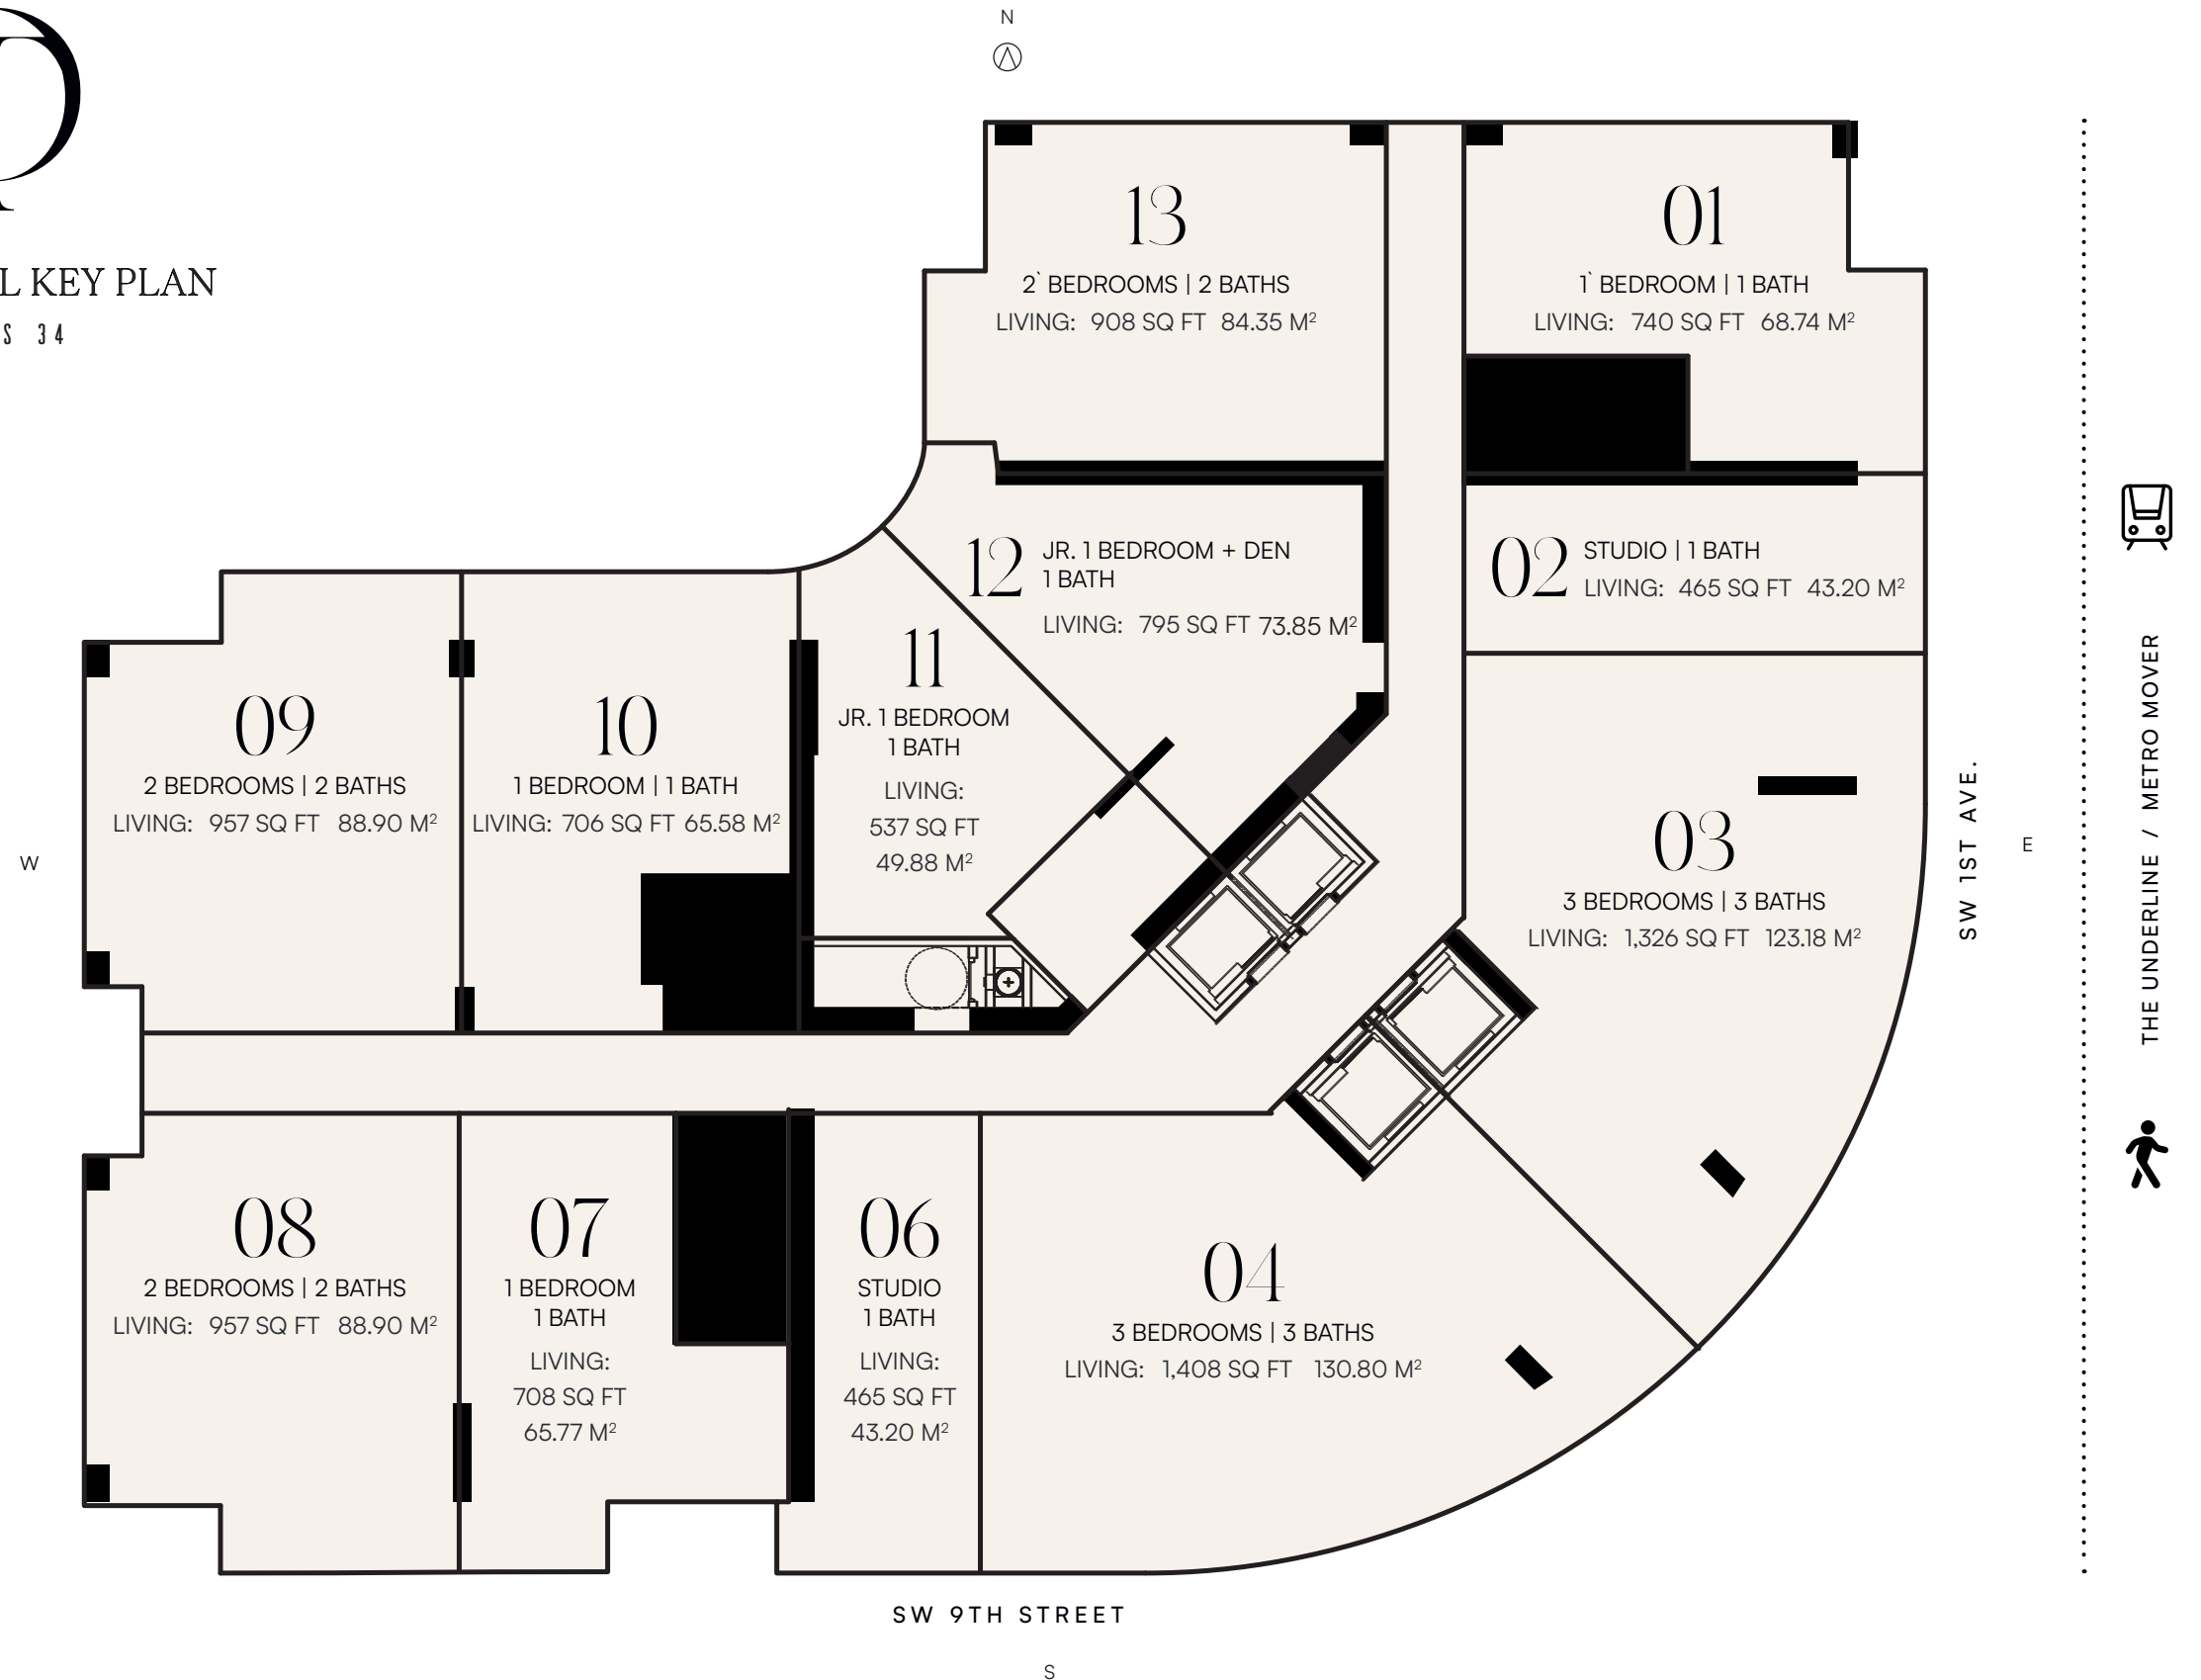 N
L KEY PLAN
S 34
13
2` BEDROOMS | 2 BATHS
LIVING: 908 SQ FT 84.35 M²
01
1` BEDROOM | 1 BATH
LIVING: 740 SQ FT 68.74 M²
12
JR. 1 BEDROOM + DEN
1 BATH
LIVING: 795 SQ FT 73.85 M²
02
STUDIO | 1 BATH
LIVING: 465 SQ FT 43.20 M²
09
2 BEDROOMS | 2 BATHS
LIVING: 957 SQ FT 88.90 M²
10
1 BEDROOM | 1 BATH
LIVING: 706 SQ FT 65.58 M²
11
JR. 1 BEDROOM
1 BATH
LIVING:
537 SQ FT
49.88 M²
03
3 BEDROOMS | 3 BATHS
LIVING: 1,326 SQ FT 123.18 M²
W
E
SW 1ST AVE.
THE UNDERLINE / METRO MOVER
08
2 BEDROOMS | 2 BATHS
LIVING: 957 SQ FT 88.90 M²
07
1 BEDROOM
1 BATH
LIVING:
708 SQ FT
65.77 M²
06
STUDIO
1 BATH
LIVING:
465 SQ FT
43.20 M²
04
3 BEDROOMS | 3 BATHS
LIVING: 1,408 SQ FT 130.80 M²
SW 9TH STREET
S